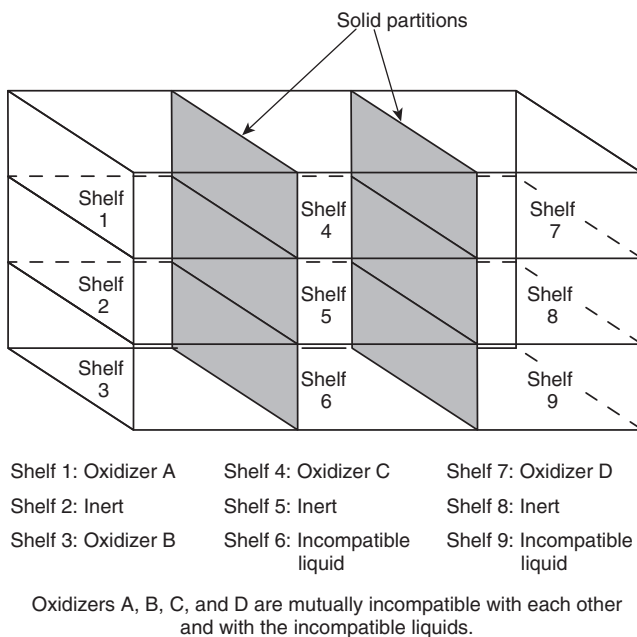 Solid partitions
Shelf
1
Shelf
4
Shelf
7
Shelf
2
Shelf
5
Shelf
8
Shelf
3
Shelf
6
Shelf
9
Shelf 1: Oxidizer A
Shelf 4: Oxidizer C
Shelf 7: Oxidizer D
Shelf 2: Inert
Shelf 5: Inert
Shelf 8: Inert
Shelf 3: Oxidizer B
Shelf 6: Incompatible
liquid
Shelf 9: Incompatible
liquid
Oxidizers A, B, C, and D are mutually incompatible with each other
and with the incompatible liquids.